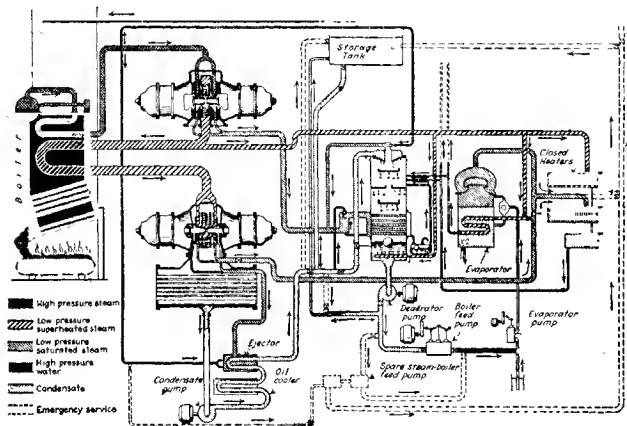 Storage
Tank
Boiler
Closed
Heaters
Evaporator
High pressure steam
Low pressure
superheated steam
Low pressure
saturated steam
High pressure
water
Condensate
Emergency service
Ejector
Oil
cooler
Condensate
pump
Deaerator
pump
Boiler
feed
pump
Evaporator
pump
Spare steam-boiler
feed pump